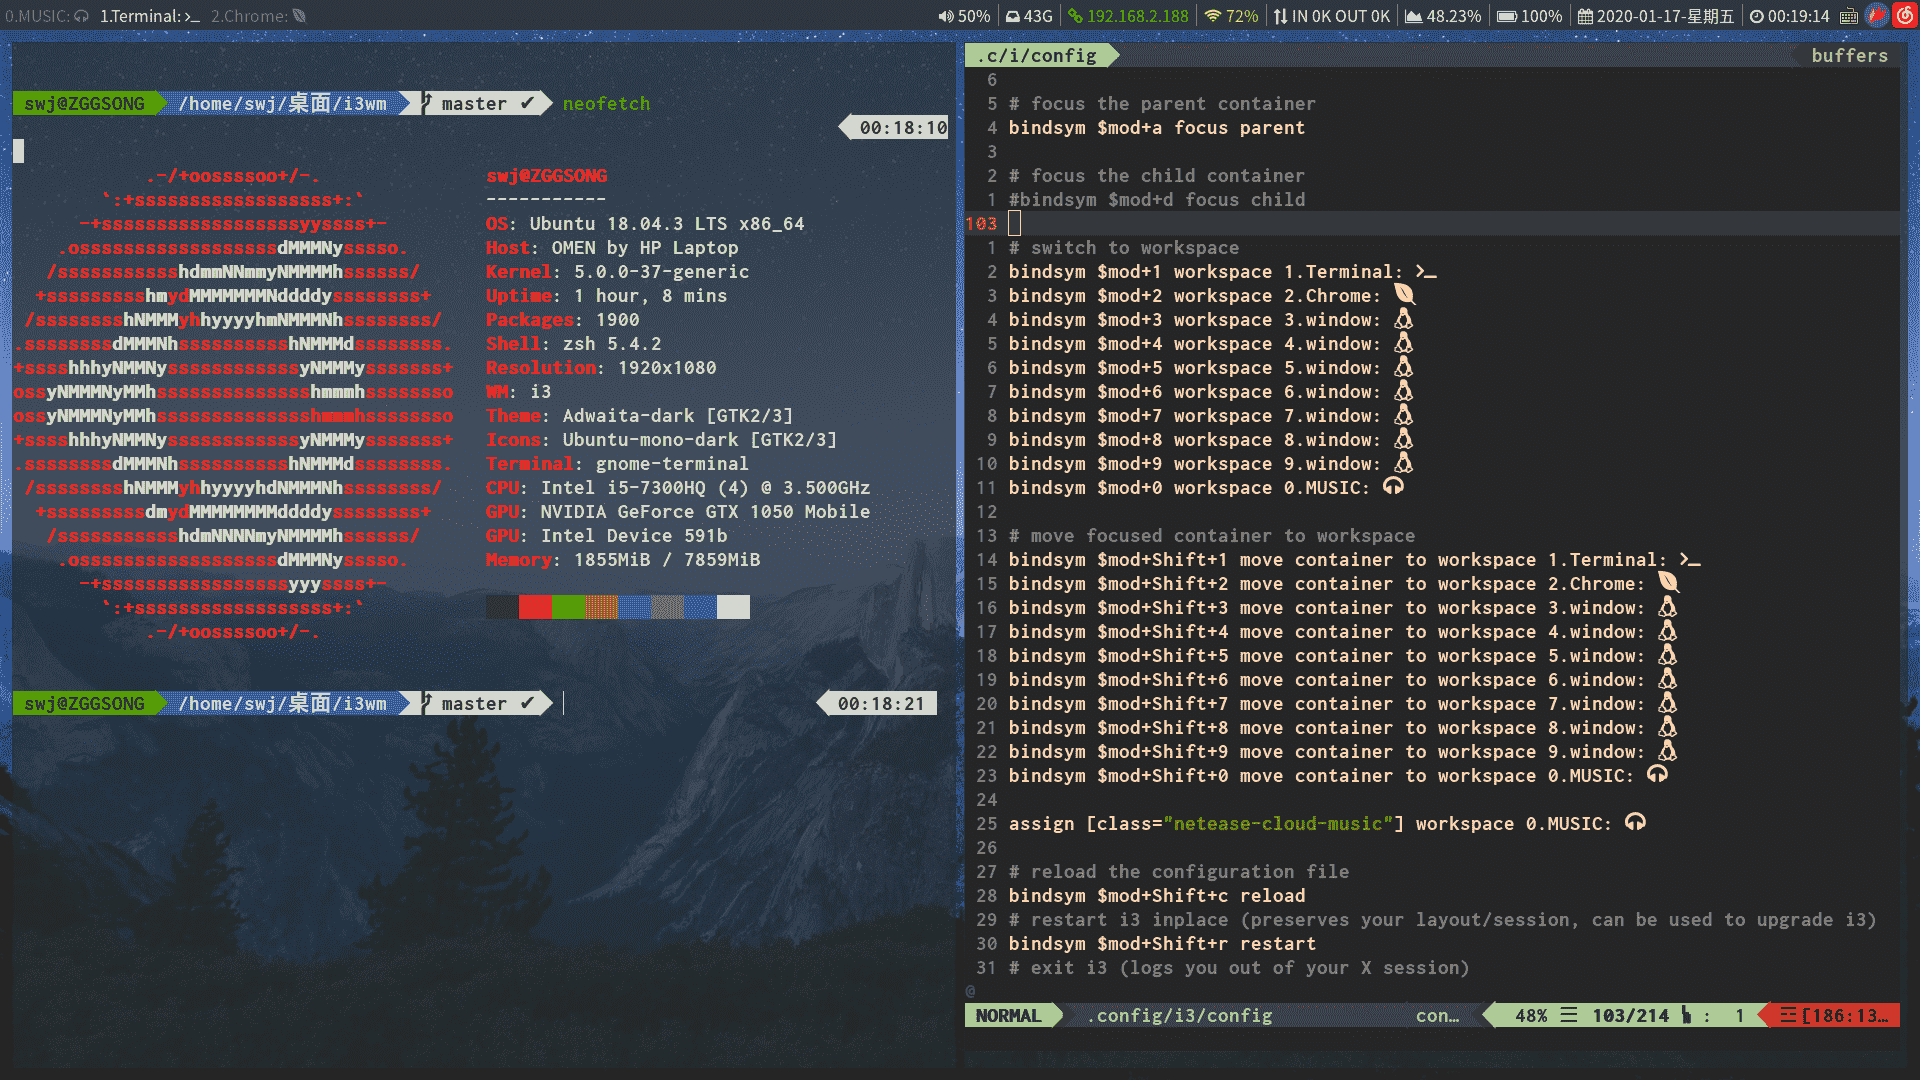 0.MUSIC: 1.Terminal: >_ 2.Chrome: 50% 43G 192.168.2.188 72% IN 0K OUT 0K 48.23% 100% 2020-01-17-星期五 00:19:14
swj@ZGGSONG /home/swj/桌面/i3wm master ✔ neofetch
00:18:10
.-/+oossssoo+/-.
`:+ssssssssssssssssss+:`
-+ssssssssssssssssssyyssss+-
.ossssssssssssssssssdMMMNysssso.
/ssssssssssshdmmNNmmyNMMMMhssssss/
+ssssssssshmydMMMMMMMNddddyssssssss+
/sssssssshNMMMyhhyyyyhmNMMMNhssssssss/
.ssssssssdMMMNhsssssssssshNMMMdssssssss.
+sssshhhyNMMNyssssssssssssyNMMMysssssss+
ossyNMMMNyMMhsssssssssssssshmmmhssssssso
ossyNMMMNyMMhsssssssssssssshmmmhssssssso
+sssshhhyNMMNyssssssssssssyNMMMysssssss+
.ssssssssdMMMNhsssssssssshNMMMdssssssss.
/sssssssshNMMMyhhyyyyhdNMMMNhssssssss/
+sssssssssdmydMMMMMMMMddddyssssssss+
/ssssssssssshdmNNNNmyNMMMMhssssss/
.ossssssssssssssssssdMMMNysssso.
-+sssssssssssssssssyyyssss+-
`:+ssssssssssssssssss+:`
.-/+oossssoo+/-.
swj@ZGGSONG
-----------
OS: Ubuntu 18.04.3 LTS x86_64
Host: OMEN by HP Laptop
Kernel: 5.0.0-37-generic
Uptime: 1 hour, 8 mins
Packages: 1900
Shell: zsh 5.4.2
Resolution: 1920x1080
WM: i3
Theme: Adwaita-dark [GTK2/3]
Icons: Ubuntu-mono-dark [GTK2/3]
Terminal: gnome-terminal
CPU: Intel i5-7300HQ (4) @ 3.500GHz
GPU: NVIDIA GeForce GTX 1050 Mobile
GPU: Intel Device 591b
Memory: 1855MiB / 7859MiB
swj@ZGGSONG /home/swj/桌面/i3wm master ✔ 00:18:21
.c/i/config buffers
6
5 # focus the parent container
4 bindsym $mod+a focus parent
3
2 # focus the child container
1 #bindsym $mod+d focus child
103
1 # switch to workspace
2 bindsym $mod+1 workspace 1.Terminal: >_
3 bindsym $mod+2 workspace 2.Chrome:
4 bindsym $mod+3 workspace 3.window:
5 bindsym $mod+4 workspace 4.window:
6 bindsym $mod+5 workspace 5.window:
7 bindsym $mod+6 workspace 6.window:
8 bindsym $mod+7 workspace 7.window:
9 bindsym $mod+8 workspace 8.window:
10 bindsym $mod+9 workspace 9.window:
11 bindsym $mod+0 workspace 0.MUSIC:
12
13 # move focused container to workspace
14 bindsym $mod+Shift+1 move container to workspace 1.Terminal: >_
15 bindsym $mod+Shift+2 move container to workspace 2.Chrome:
16 bindsym $mod+Shift+3 move container to workspace 3.window:
17 bindsym $mod+Shift+4 move container to workspace 4.window:
18 bindsym $mod+Shift+5 move container to workspace 5.window:
19 bindsym $mod+Shift+6 move container to workspace 6.window:
20 bindsym $mod+Shift+7 move container to workspace 7.window:
21 bindsym $mod+Shift+8 move container to workspace 8.window:
22 bindsym $mod+Shift+9 move container to workspace 9.window:
23 bindsym $mod+Shift+0 move container to workspace 0.MUSIC:
24
25 assign [class="netease-cloud-music"] workspace 0.MUSIC:
26
27 # reload the configuration file
28 bindsym $mod+Shift+c reload
29 # restart i3 inplace (preserves your layout/session, can be used to upgrade i3)
30 bindsym $mod+Shift+r restart
31 # exit i3 (logs you out of your X session)
@
NORMAL .config/i3/config con… 48% ☰ 103/214 : 1 ☲ [186:13…